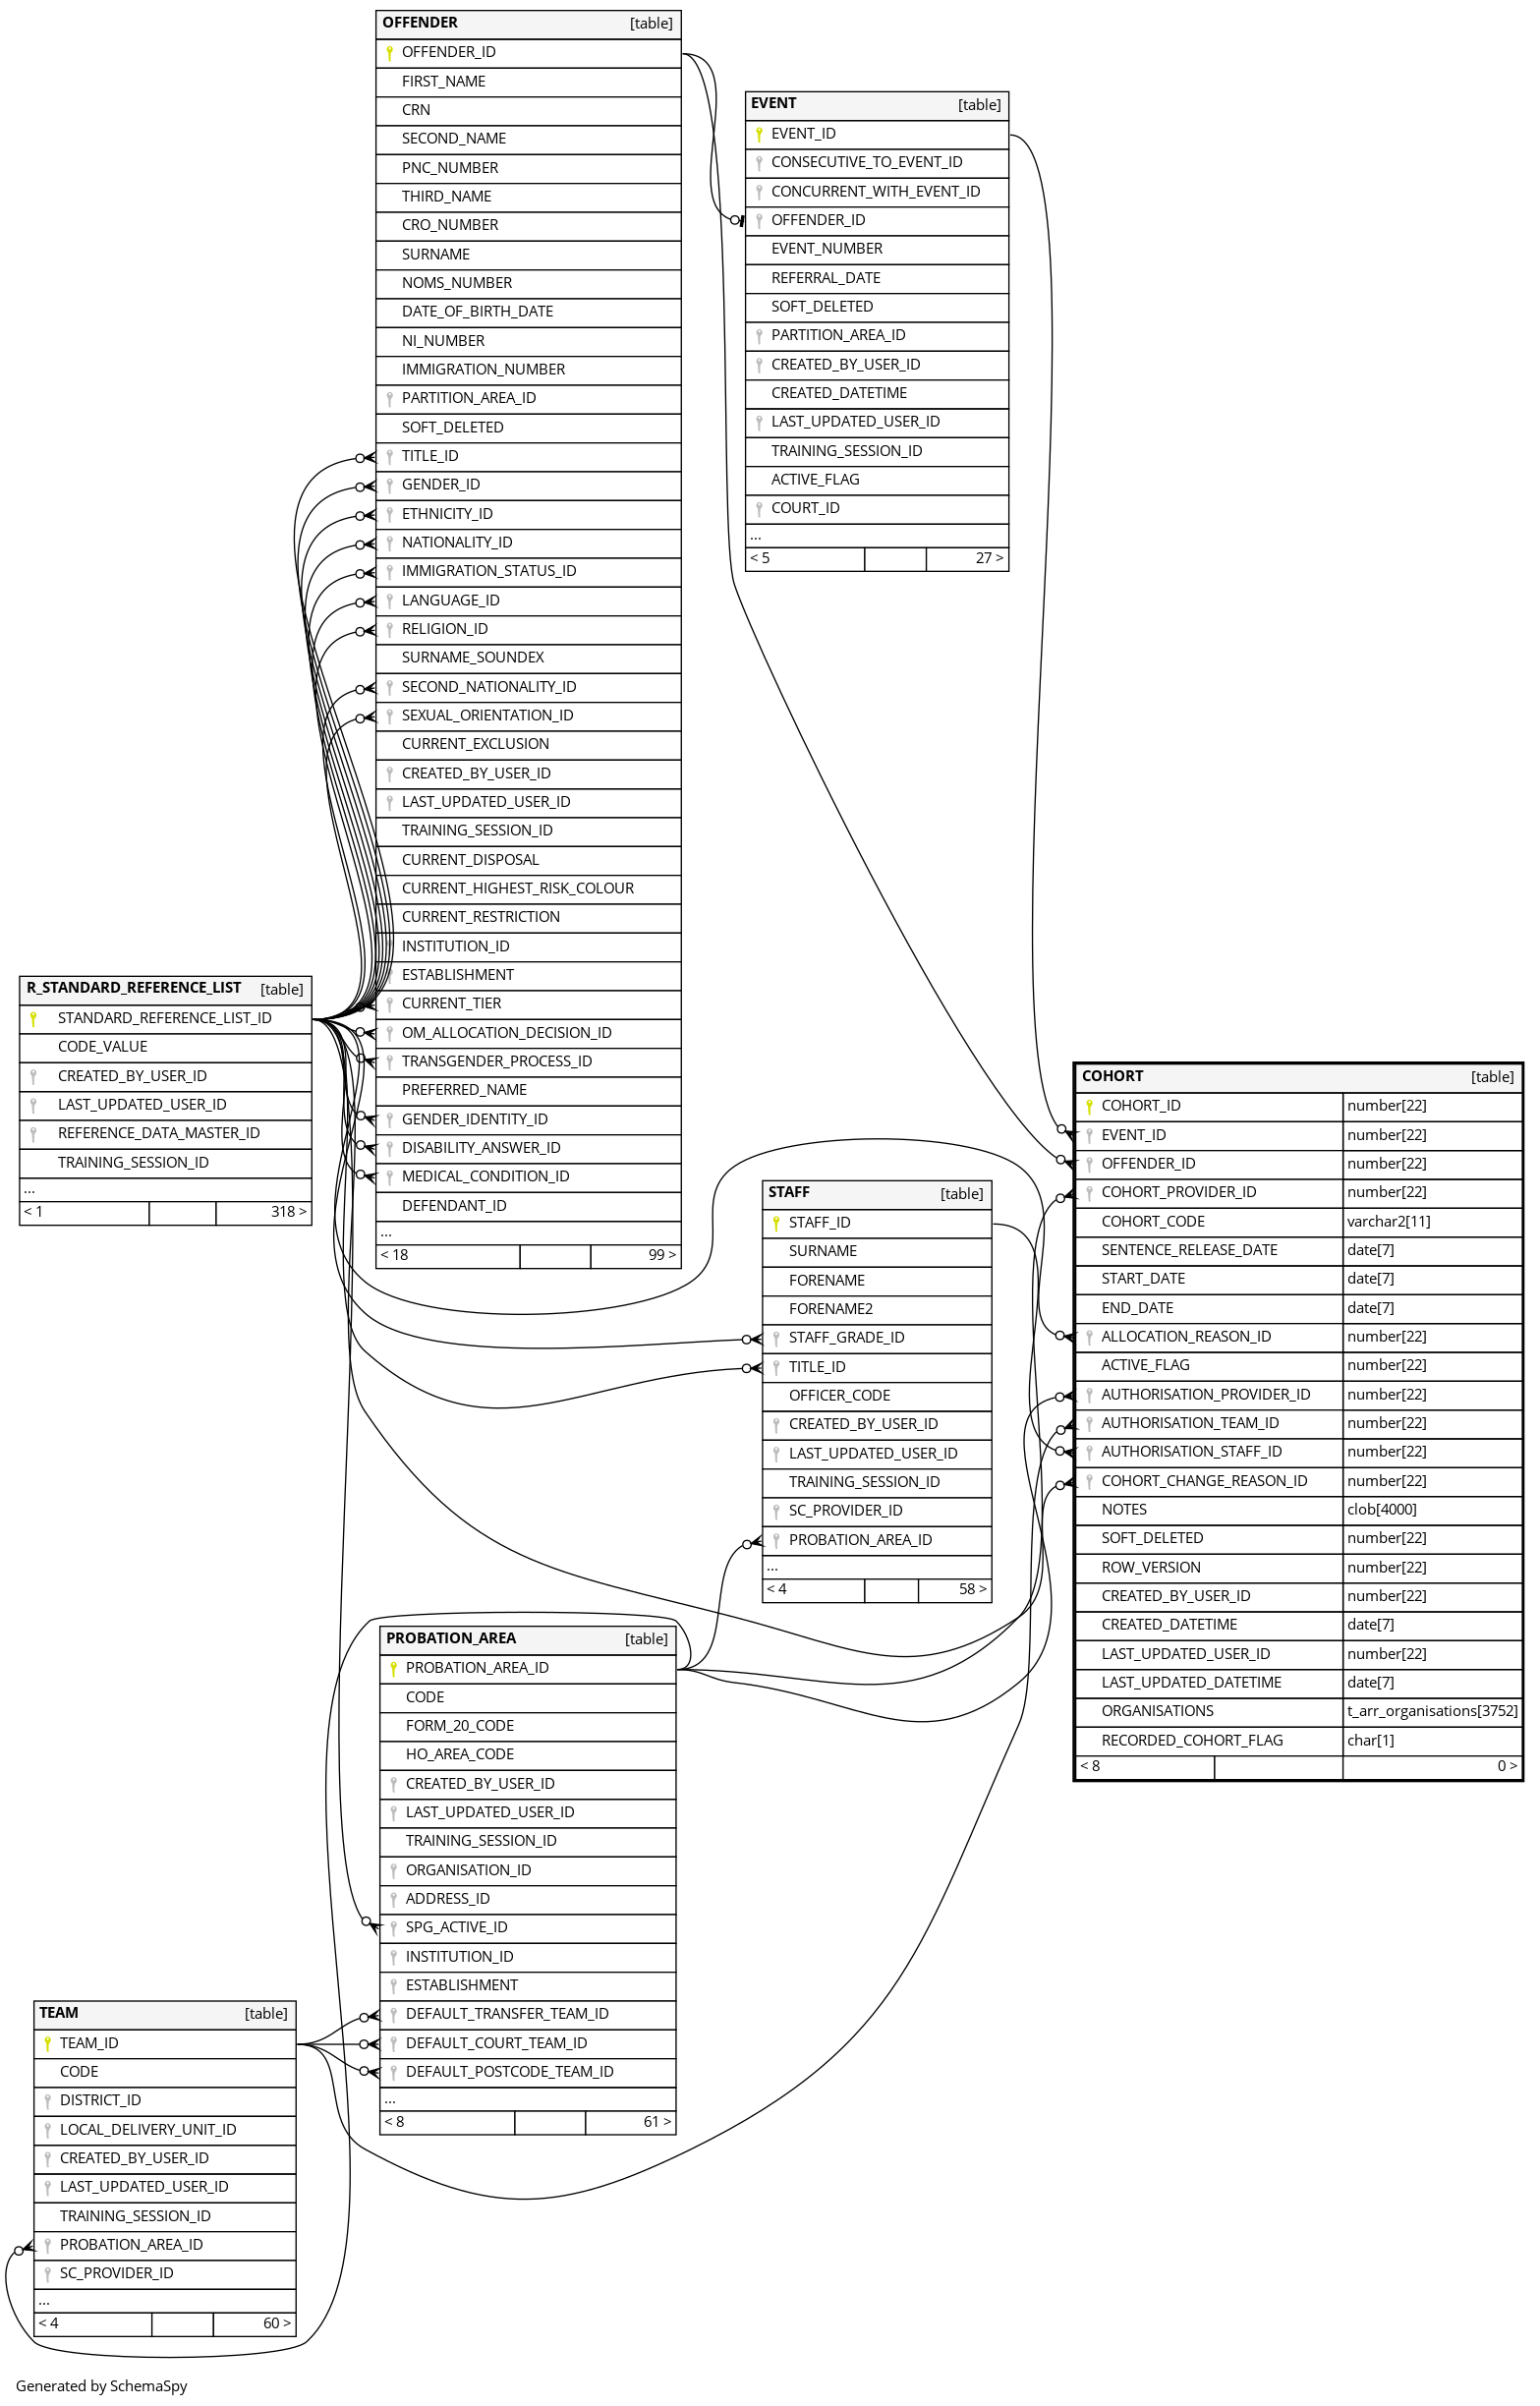 OFFENDER [table]
OFFENDER_ID
FIRST_NAME
CRN
SECOND_NAME
PNC_NUMBER
THIRD_NAME
CRO_NUMBER
SURNAME
NOMS_NUMBER
DATE_OF_BIRTH_DATE
NI_NUMBER
IMMIGRATION_NUMBER
PARTITION_AREA_ID
SOFT_DELETED
TITLE_ID
GENDER_ID
ETHNICITY_ID
NATIONALITY_ID
IMMIGRATION_STATUS_ID
LANGUAGE_ID
RELIGION_ID
SURNAME_SOUNDEX
SECOND_NATIONALITY_ID
SEXUAL_ORIENTATION_ID
CURRENT_EXCLUSION
CREATED_BY_USER_ID
LAST_UPDATED_USER_ID
TRAINING_SESSION_ID
CURRENT_DISPOSAL
CURRENT_HIGHEST_RISK_COLOUR
CURRENT_RESTRICTION
INSTITUTION_ID
ESTABLISHMENT
CURRENT_TIER
OM_ALLOCATION_DECISION_ID
TRANSGENDER_PROCESS_ID
PREFERRED_NAME
GENDER_IDENTITY_ID
DISABILITY_ANSWER_ID
MEDICAL_CONDITION_ID
DEFENDANT_ID
...
< 18 99 >
EVENT [table]
EVENT_ID
CONSECUTIVE_TO_EVENT_ID
CONCURRENT_WITH_EVENT_ID
OFFENDER_ID
EVENT_NUMBER
REFERRAL_DATE
SOFT_DELETED
PARTITION_AREA_ID
CREATED_BY_USER_ID
CREATED_DATETIME
LAST_UPDATED_USER_ID
TRAINING_SESSION_ID
ACTIVE_FLAG
COURT_ID
...
< 5 27 >
R_STANDARD_REFERENCE_LIST [table]
STANDARD_REFERENCE_LIST_ID
CODE_VALUE
CREATED_BY_USER_ID
LAST_UPDATED_USER_ID
REFERENCE_DATA_MASTER_ID
TRAINING_SESSION_ID
...
< 1 318 >
COHORT [table]
COHORT_ID number[22]
EVENT_ID number[22]
OFFENDER_ID number[22]
COHORT_PROVIDER_ID number[22]
COHORT_CODE varchar2[11]
SENTENCE_RELEASE_DATE date[7]
START_DATE date[7]
END_DATE date[7]
ALLOCATION_REASON_ID number[22]
ACTIVE_FLAG number[22]
AUTHORISATION_PROVIDER_ID number[22]
AUTHORISATION_TEAM_ID number[22]
AUTHORISATION_STAFF_ID number[22]
COHORT_CHANGE_REASON_ID number[22]
NOTES clob[4000]
SOFT_DELETED number[22]
ROW_VERSION number[22]
CREATED_BY_USER_ID number[22]
CREATED_DATETIME date[7]
LAST_UPDATED_USER_ID number[22]
LAST_UPDATED_DATETIME date[7]
ORGANISATIONS t_arr_organisations[3752]
RECORDED_COHORT_FLAG char[1]
< 8 0 >
STAFF [table]
STAFF_ID
SURNAME
FORENAME
FORENAME2
STAFF_GRADE_ID
TITLE_ID
OFFICER_CODE
CREATED_BY_USER_ID
LAST_UPDATED_USER_ID
TRAINING_SESSION_ID
SC_PROVIDER_ID
PROBATION_AREA_ID
...
< 4 58 >
PROBATION_AREA [table]
PROBATION_AREA_ID
CODE
FORM_20_CODE
HO_AREA_CODE
CREATED_BY_USER_ID
LAST_UPDATED_USER_ID
TRAINING_SESSION_ID
ORGANISATION_ID
ADDRESS_ID
SPG_ACTIVE_ID
INSTITUTION_ID
ESTABLISHMENT
DEFAULT_TRANSFER_TEAM_ID
DEFAULT_COURT_TEAM_ID
DEFAULT_POSTCODE_TEAM_ID
...
< 8 61 >
TEAM [table]
TEAM_ID
CODE
DISTRICT_ID
LOCAL_DELIVERY_UNIT_ID
CREATED_BY_USER_ID
LAST_UPDATED_USER_ID
TRAINING_SESSION_ID
PROBATION_AREA_ID
SC_PROVIDER_ID
...
< 4 60 >
Generated by SchemaSpy